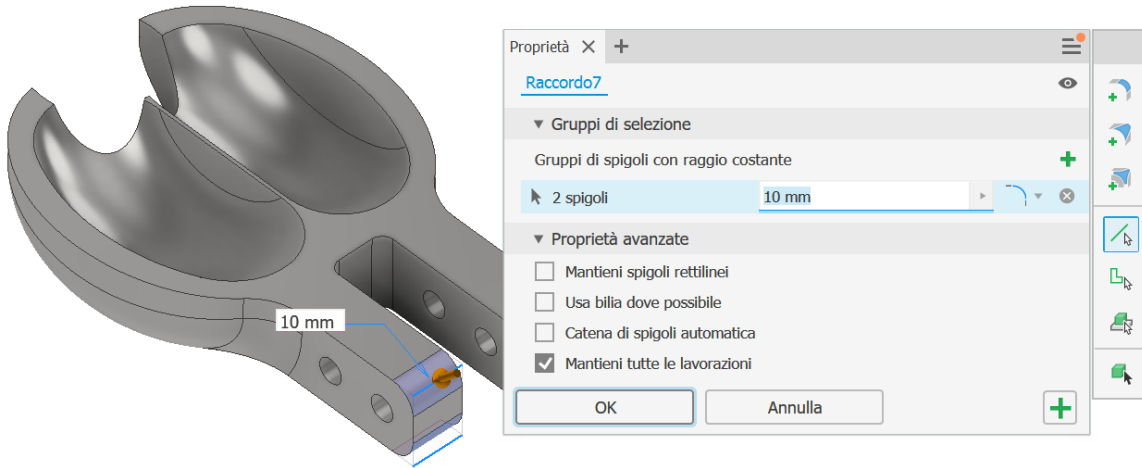 Proprietà
Raccordo7
Gruppi di selezione
Gruppi di spigoli con raggio costante
2 spigoli 10 mm
Proprietà avanzate
Mantieni spigoli rettilinei
Usa bilia dove possibile
Catena di spigoli automatica
Mantieni tutte le lavorazioni
OK Annulla
10 mm